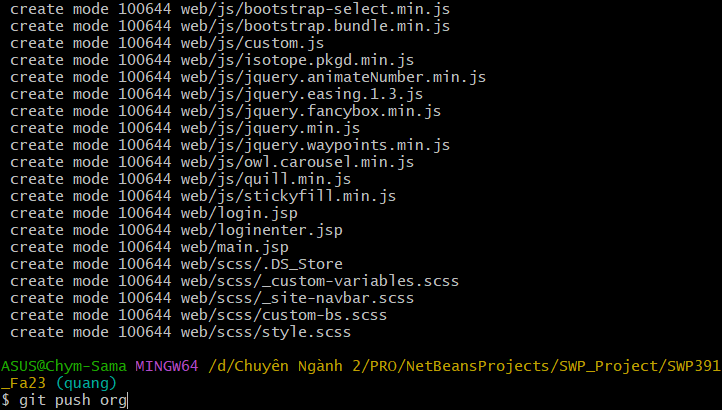 create mode 100644 web/js/bootstrap-select.min.js
create mode 100644 web/js/bootstrap.bundle.min.js
create mode 100644 web/js/custom.js
create mode 100644 web/js/isotope.pkgd.min.js
create mode 100644 web/js/jquery.animateNumber.min.js
create mode 100644 web/js/jquery.easing.1.3.js
create mode 100644 web/js/jquery.fancybox.min.js
create mode 100644 web/js/jquery.min.js
create mode 100644 web/js/jquery.waypoints.min.js
create mode 100644 web/js/owl.carousel.min.js
create mode 100644 web/js/quill.min.js
create mode 100644 web/js/stickyfill.min.js
create mode 100644 web/login.jsp
create mode 100644 web/loginenter.jsp
create mode 100644 web/main.jsp
create mode 100644 web/scss/.DS_Store
create mode 100644 web/scss/_custom-variables.scss
create mode 100644 web/scss/_site-navbar.scss
create mode 100644 web/scss/custom-bs.scss
create mode 100644 web/scss/style.scss
ASUS@Chym-Sama MINGW64 /d/Chuyên Ngành 2/PRO/NetBeansProjects/SWP_Project/SWP391
_Fa23 (quang)
$ git push org